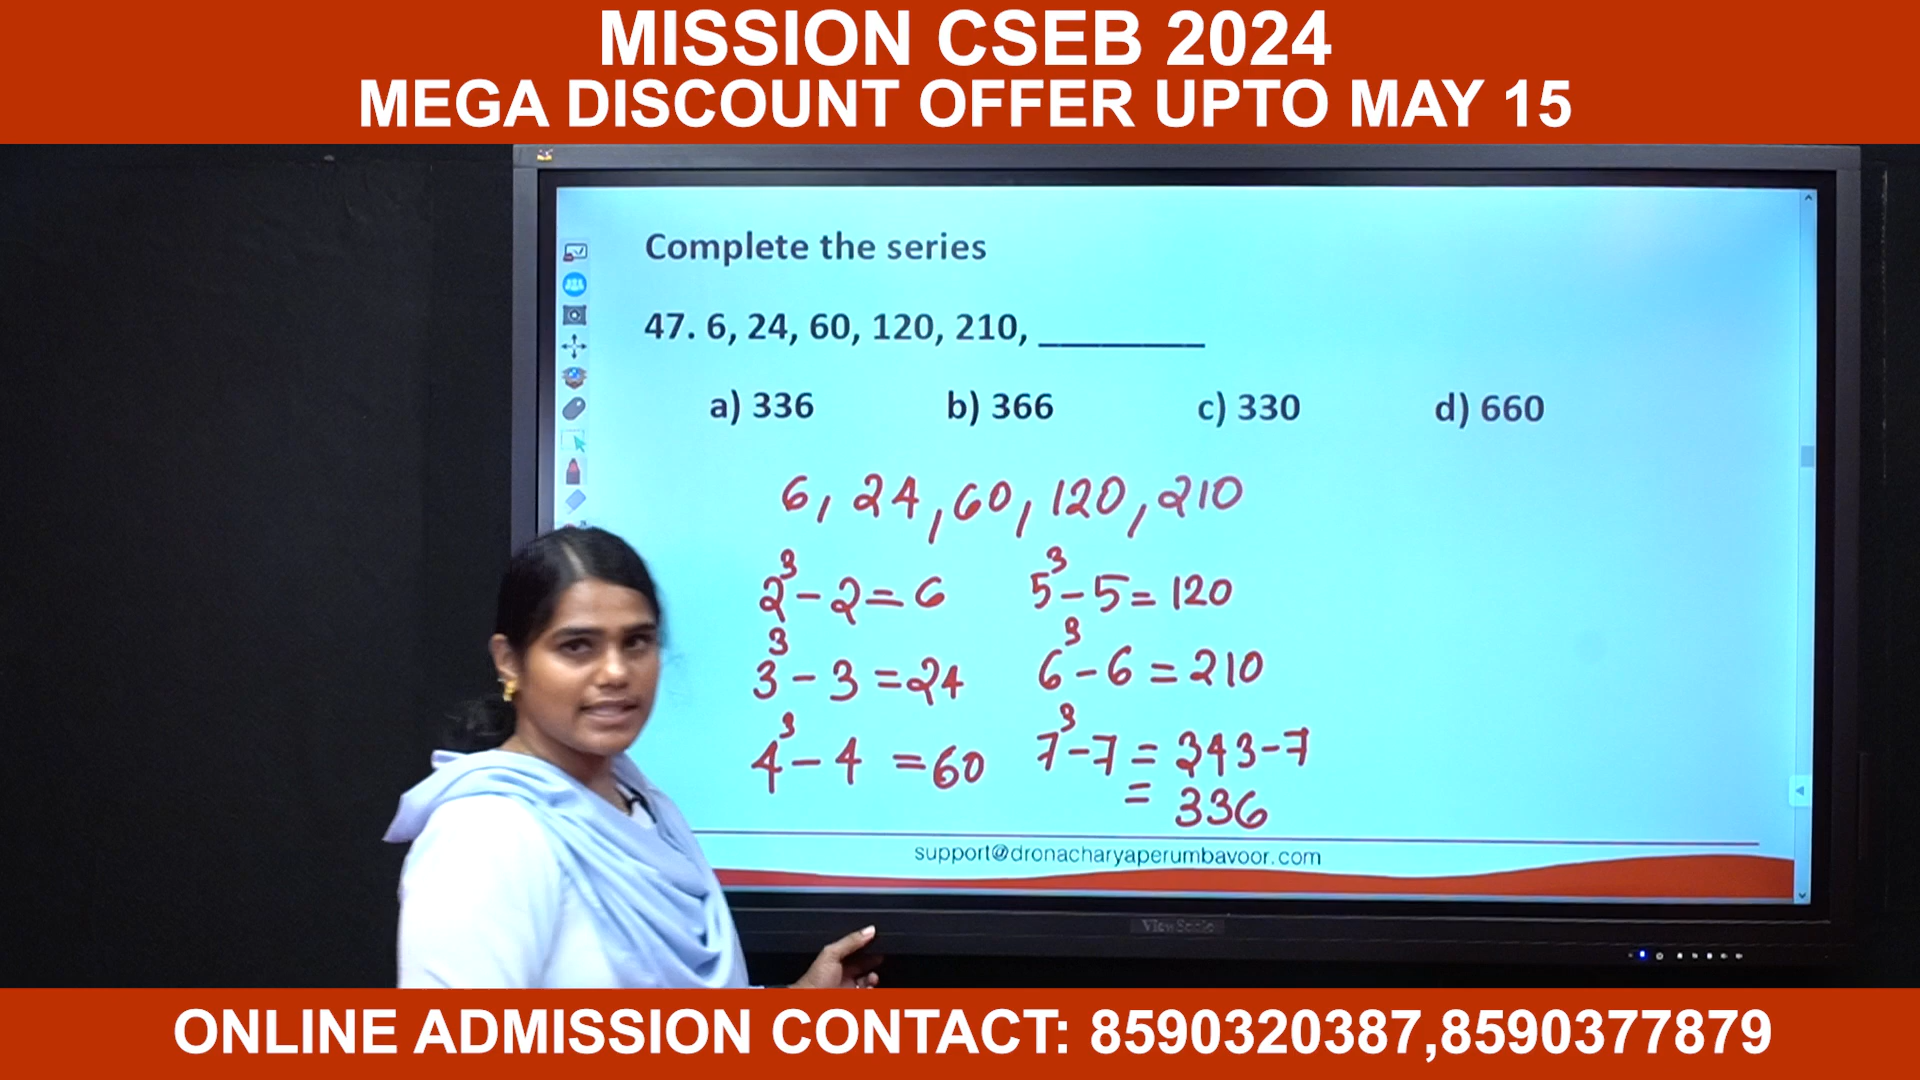 MISSION CSEB 2024
MEGA DISCOUNT OFFER UPTO MAY 15
Complete the series
47. 6, 24, 60, 120, 210, ________
a) 336 b) 366 c) 330 d) 660
6, 24, 60, 120, 210
2³-2=6 5³-5=120
3³-3=24 6³-6=210
4³-4=60 7³-7=343-7
=336
support@dronacharyaperumbavoor.com
ViewSonic
ONLINE ADMISSION CONTACT: 8590320387,8590377879